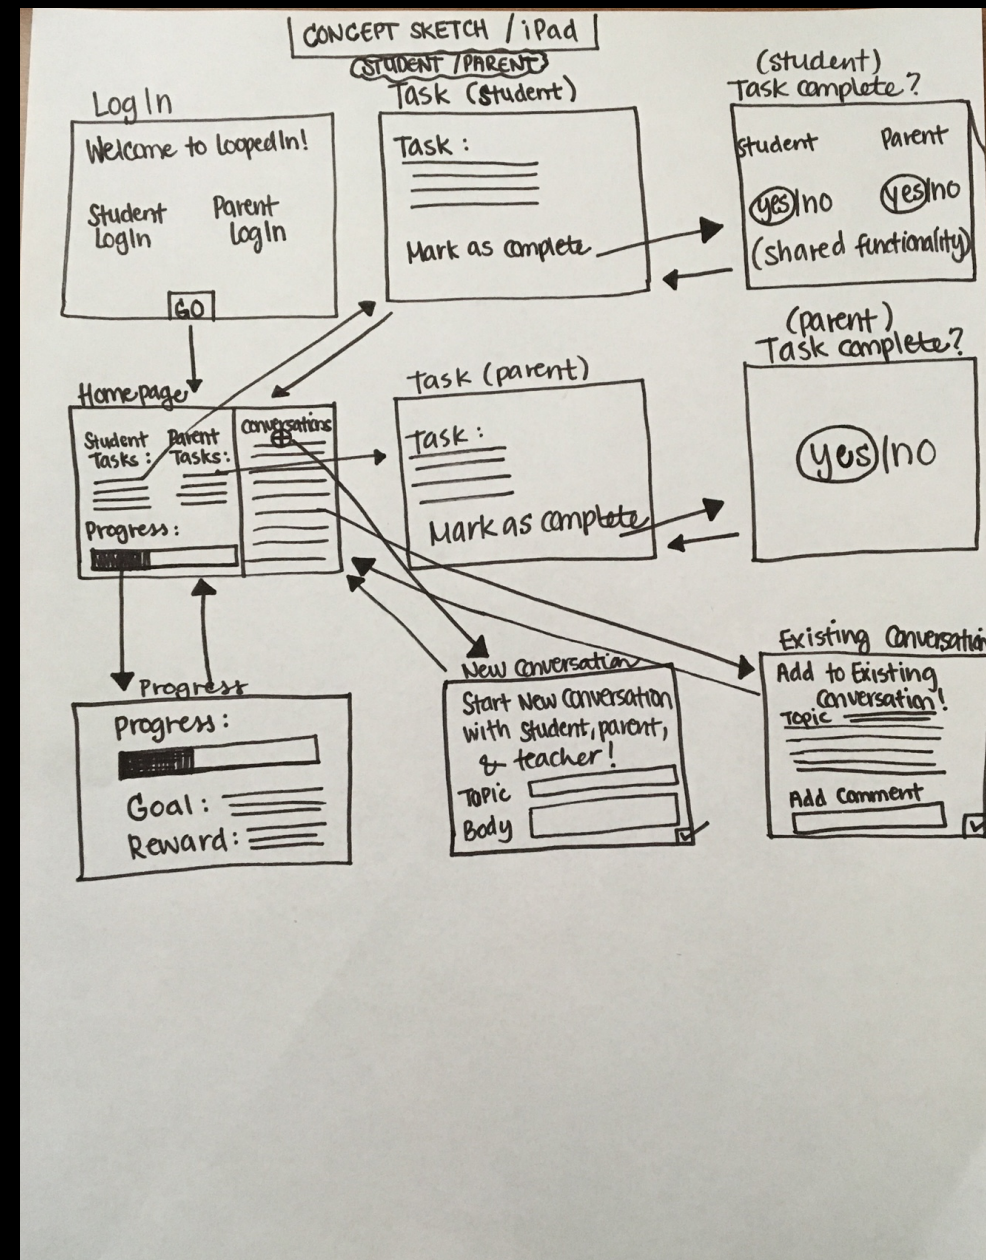 CONCEPT SKETCH / iPad
(STUDENT / PARENT)
Log In
Welcome to LoopedIn!
Student
LogIn
Parent
LogIn
GO
Task (student)
Task :
Mark as complete
(student)
Task complete?
student
Parent
yes/no
yes/no
(shared functionality)
Homepage
Student
Tasks :
Parent
Tasks:
Progress:
conversations
Task (parent)
Task :
Mark as complete
(parent)
Task complete?
yes/no
Progress
Progress:
Goal :
Reward:
New Conversation
Start New Conversation
with student, parent,
& teacher!
Topic
Body
Existing Conversation
Add to Existing
Conversation!
Topic
Add Comment